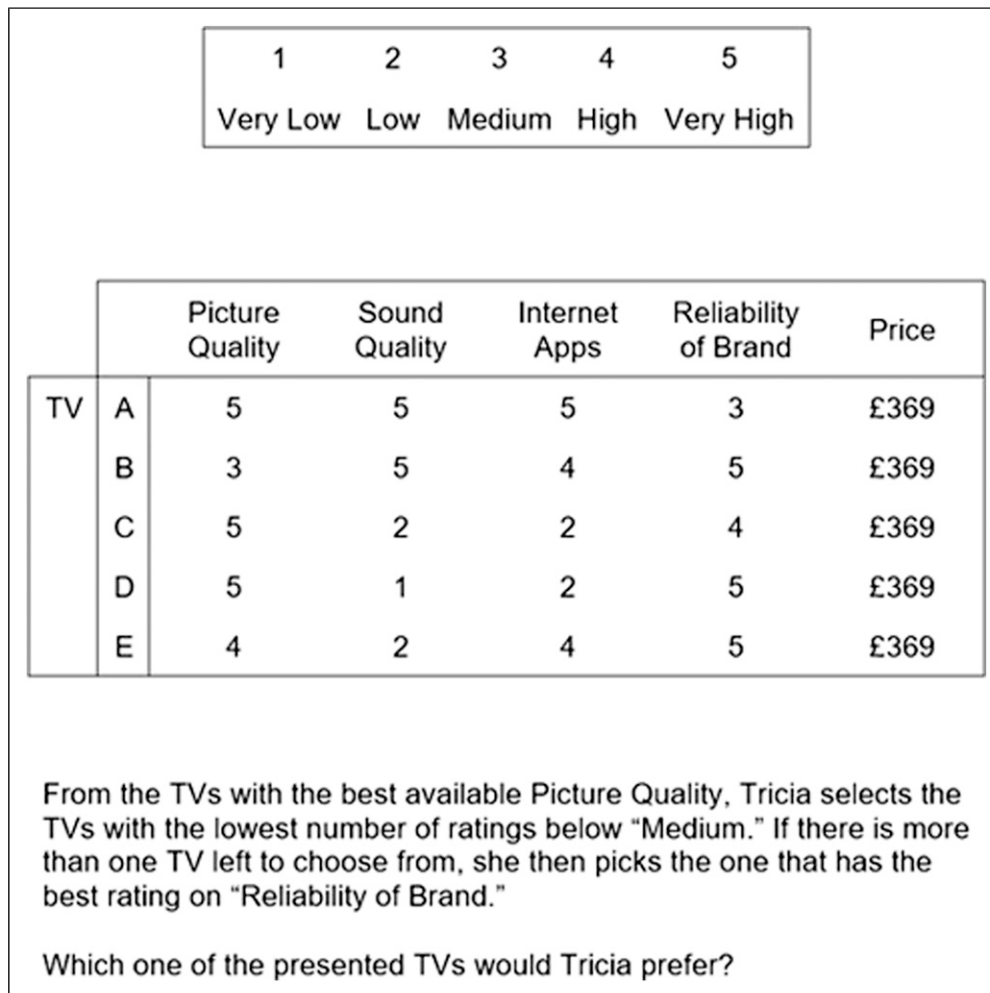 1 2 3 4 5
Very Low Low Medium High Very High
Picture Quality Sound Quality Internet Apps Reliability of Brand Price
TV A 5 5 5 3 £369
B 3 5 4 5 £369
C 5 2 2 4 £369
D 5 1 2 5 £369
E 4 2 4 5 £369
From the TVs with the best available Picture Quality, Tricia selects the
TVs with the lowest number of ratings below “Medium.” If there is more
than one TV left to choose from, she then picks the one that has the
best rating on “Reliability of Brand.”
Which one of the presented TVs would Tricia prefer?